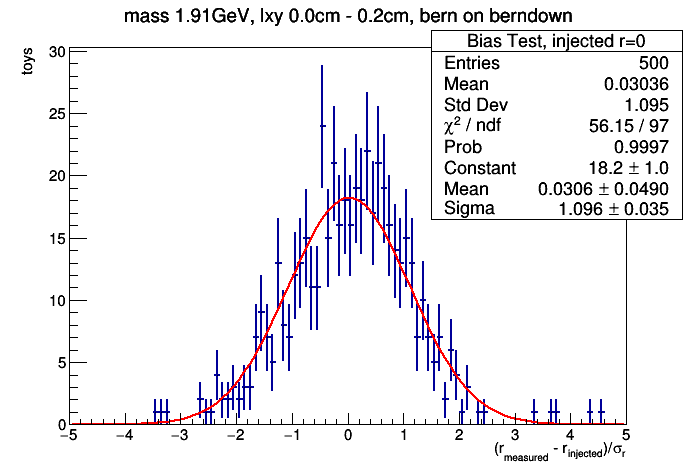 mass 1.91GeV, lxy 0.0cm - 0.2cm, bern on berndown
Bias Test, injected r=0
Entries 500
Mean 0.03036
Std Dev 1.095
χ² / ndf 56.15 / 97
Prob 0.9997
Constant 18.2 ± 1.0
Mean 0.0306 ± 0.0490
Sigma 1.096 ± 0.035
toys
30
25
20
15
10
5
0
−5 −4 −3 −2 −1 0 1 2 3 4 5
(r_measured - r_injected)/σ_r